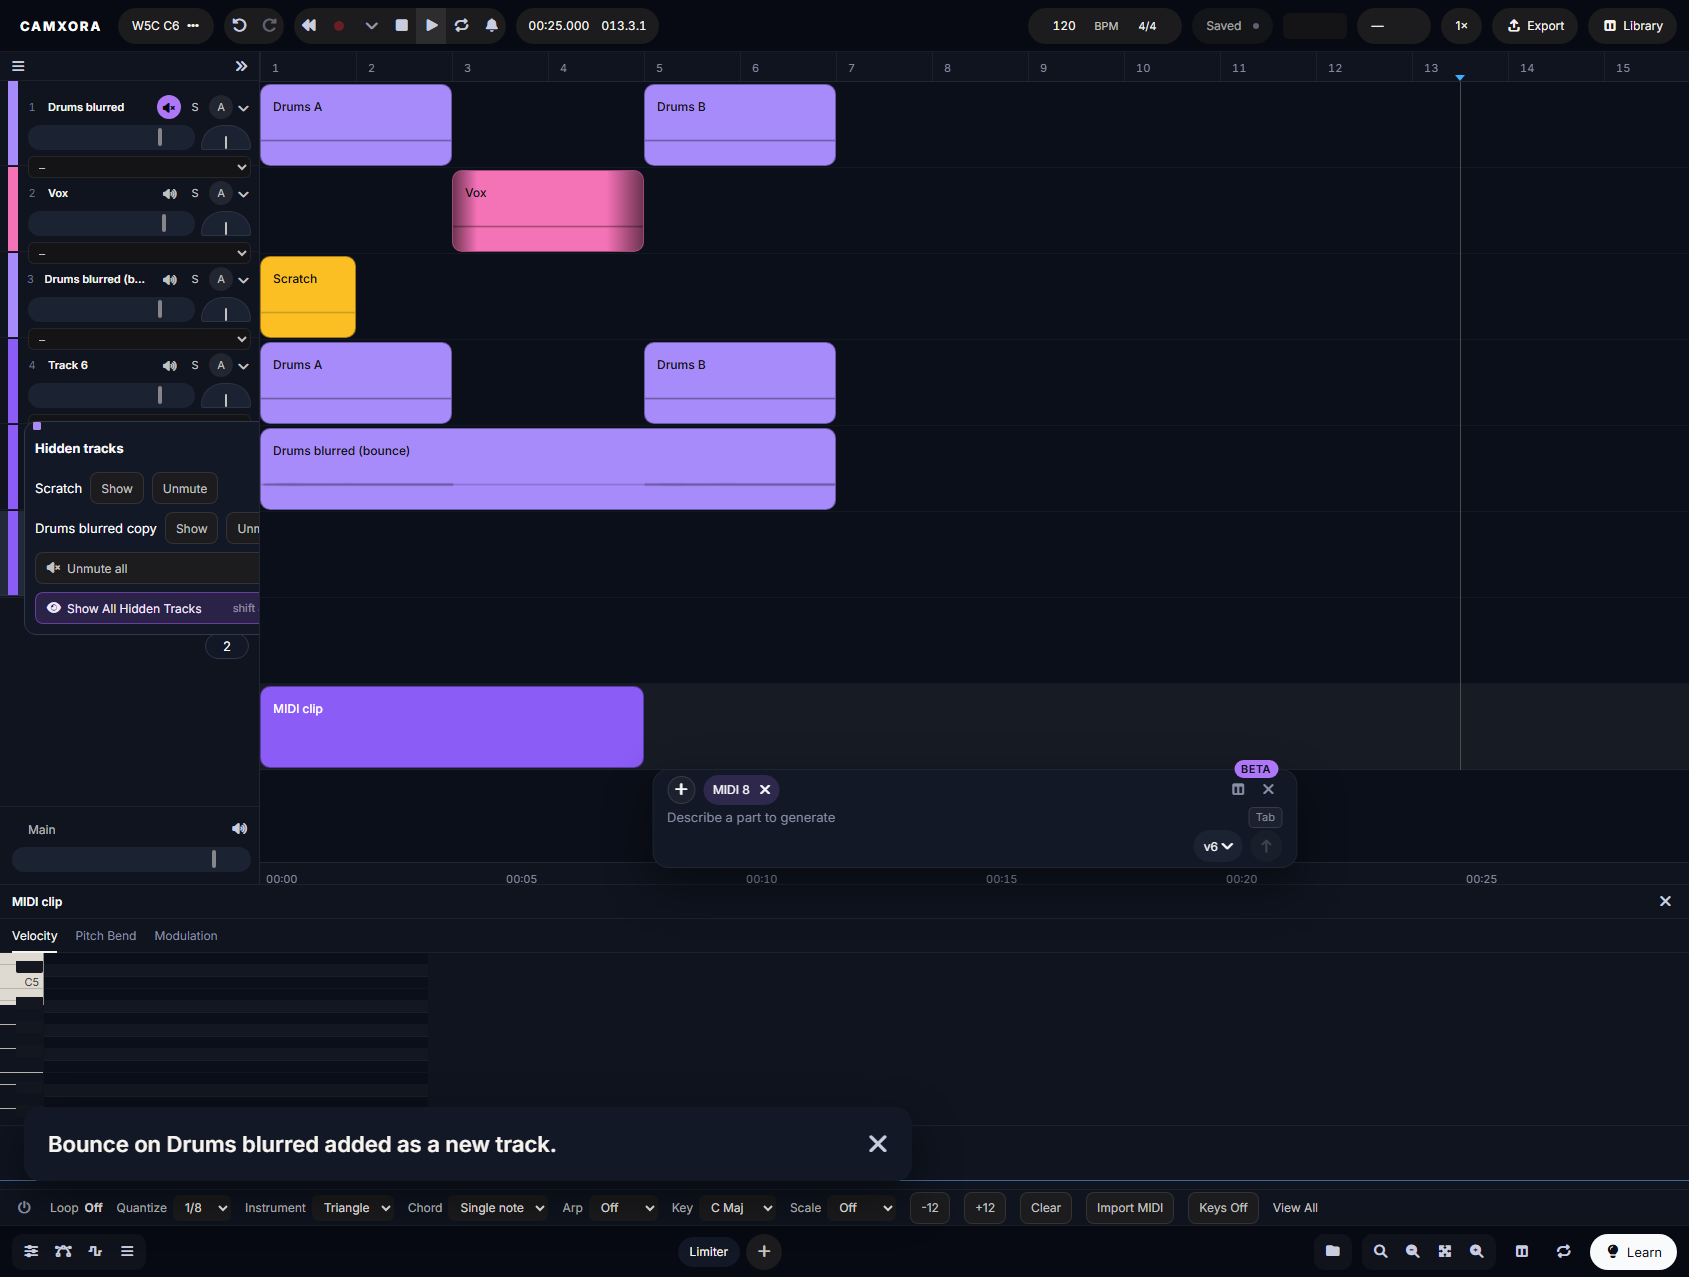 CAMXORA W5C C6 ••• 00:25.000 013.3.1 120 BPM 4/4 Saved — 1× Export Library
1 2 3 4 5 6 7 8 9 10 11 12 13 14 15
1 Drums blurred S A
–
Drums A
Drums B
2 Vox S A
–
Vox
3 Drums blurred (b... S A
–
Scratch
4 Track 6 S A
Drums A
Drums B
Drums blurred (bounce)
Hidden tracks
Scratch Show Unmute
Drums blurred copy Show Unm
Unmute all
Show All Hidden Tracks shift
2
MIDI clip
BETA
MIDI 8
Describe a part to generate Tab
v6
Main
00:00 00:05 00:10 00:15 00:20 00:25
MIDI clip
Velocity Pitch Bend Modulation
C5
Bounce on Drums blurred added as a new track.
Loop Off Quantize 1/8 Instrument Triangle Chord Single note Arp Off Key C Maj Scale Off -12 +12 Clear Import MIDI Keys Off View All
Limiter Learn